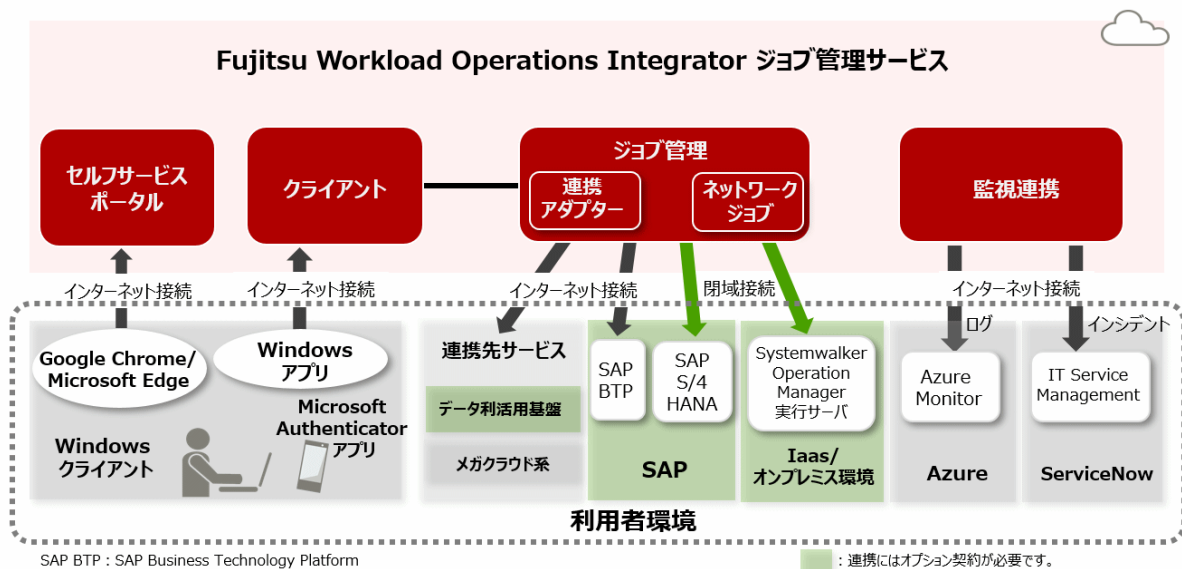 Fujitsu Workload Operations Integrator ジョブ管理サービス
セルフサービス
ポータル
クライアント
ジョブ管理
連携
アダプター
ネットワーク
ジョブ
監視連携
インターネット接続
インターネット接続
インターネット接続
閉域接続
インターネット接続
ログ
インシデント
Google Chrome/
Microsoft Edge
Windows
アプリ
Microsoft
Authenticator
アプリ
Windows
クライアント
連携先サービス
データ利活用基盤
メガクラウド系
SAP
BTP
SAP
S/4
HANA
SAP
Systemwalker
Operation
Manager
実行サーバ
Iaas/
オンプレミス環境
Azure
Monitor
Azure
IT Service
Management
ServiceNow
利用者環境
SAP BTP : SAP Business Technology Platform
: 連携にはオプション契約が必要です。